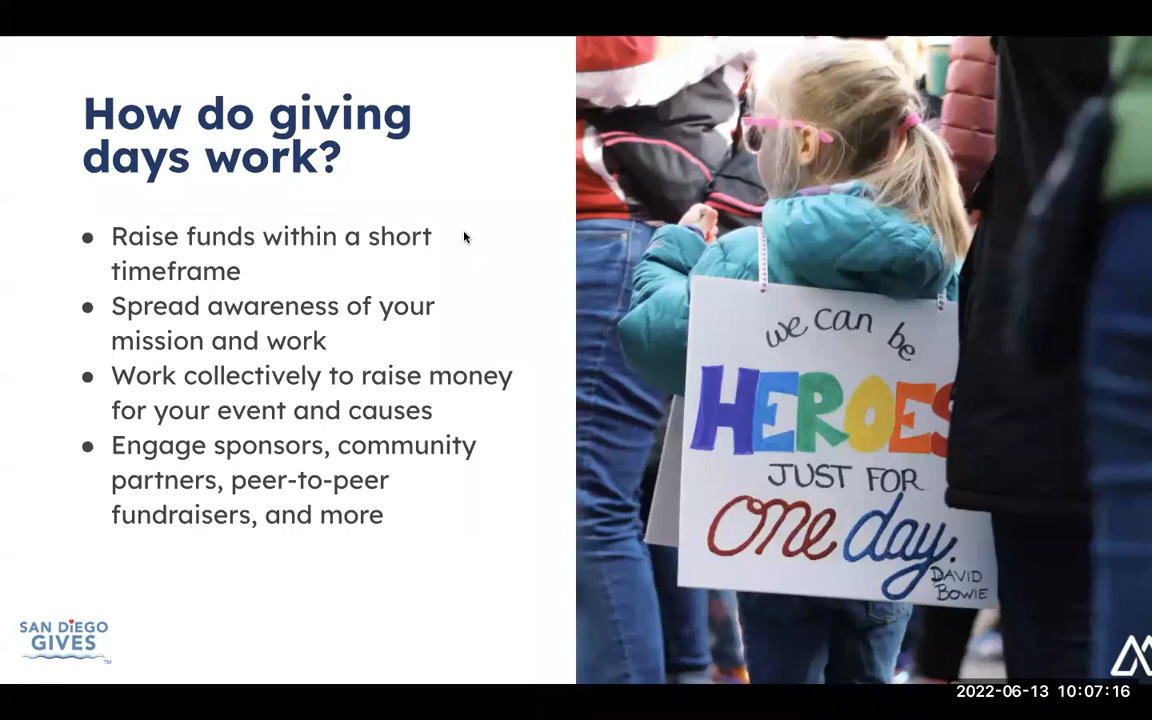 How do giving
days work?
● Raise funds within a short
timeframe
● Spread awareness of your
mission and work
● Work collectively to raise money
for your event and causes
● Engage sponsors, community
partners, peer-to-peer
fundraisers, and more
SAN DiEGO
GIVES
TM
we can be
HEROES
JUST FOR
one day.
DAVID
BOWIE
2022-06-13 10:07:16